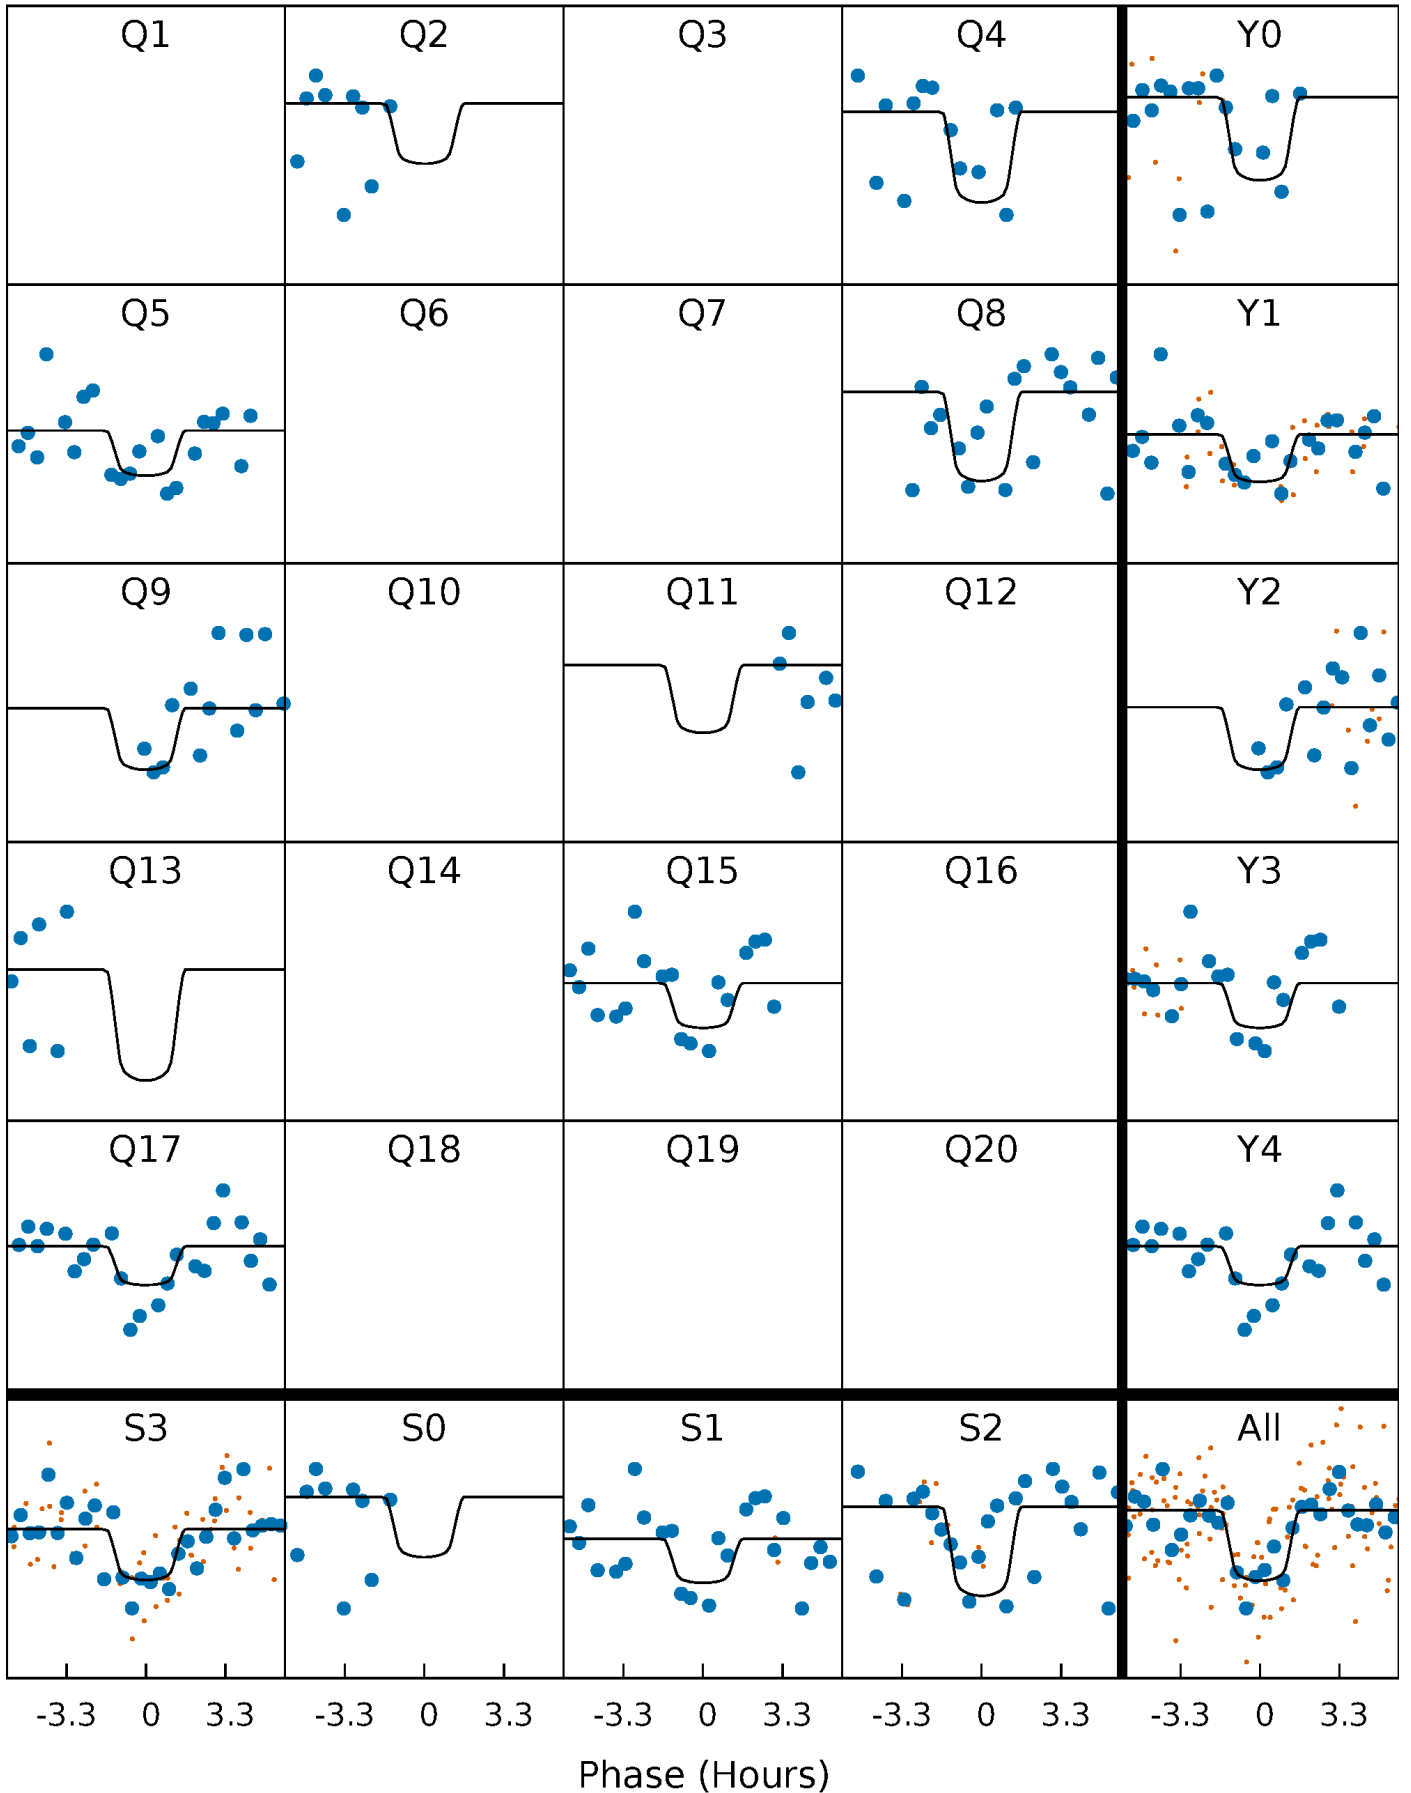 Q1 Q2 Q3 Q4 Y0
Q5 Q6 Q7 Q8 Y1
Q9 Q10 Q11 Q12 Y2
Q13 Q14 Q15 Q16 Y3
Q17 Q18 Q19 Q20 Y4
S3 S0 S1 S2 All
-3.3 0 3.3 -3.3 0 3.3 -3.3 0 3.3 -3.3 0 3.3 -3.3 0 3.3
Phase (Hours)